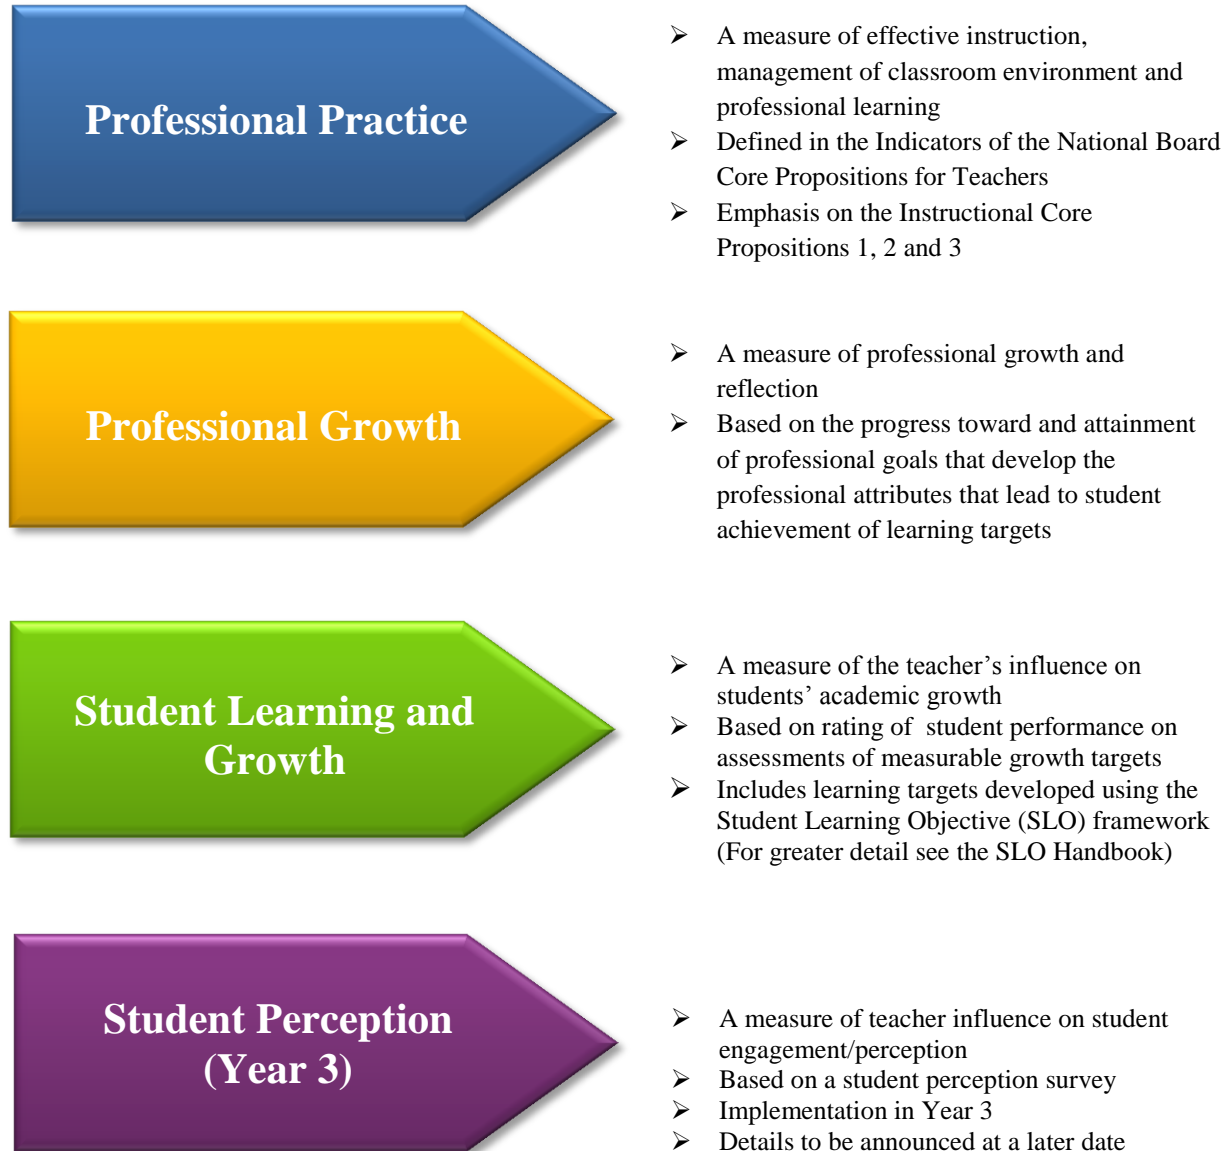 Professional Practice
➢ A measure of effective instruction,
management of classroom environment and
professional learning
➢ Defined in the Indicators of the National Board
Core Propositions for Teachers
➢ Emphasis on the Instructional Core
Propositions 1, 2 and 3
Professional Growth
➢ A measure of professional growth and
reflection
➢ Based on the progress toward and attainment
of professional goals that develop the
professional attributes that lead to student
achievement of learning targets
Student Learning and
Growth
➢ A measure of the teacher’s influence on
students’ academic growth
➢ Based on rating of  student performance on
assessments of measurable growth targets
➢ Includes learning targets developed using the
Student Learning Objective (SLO) framework
(For greater detail see the SLO Handbook)
Student Perception
(Year 3)
➢ A measure of teacher influence on student
engagement/perception
➢ Based on a student perception survey
➢ Implementation in Year 3
➢ Details to be announced at a later date